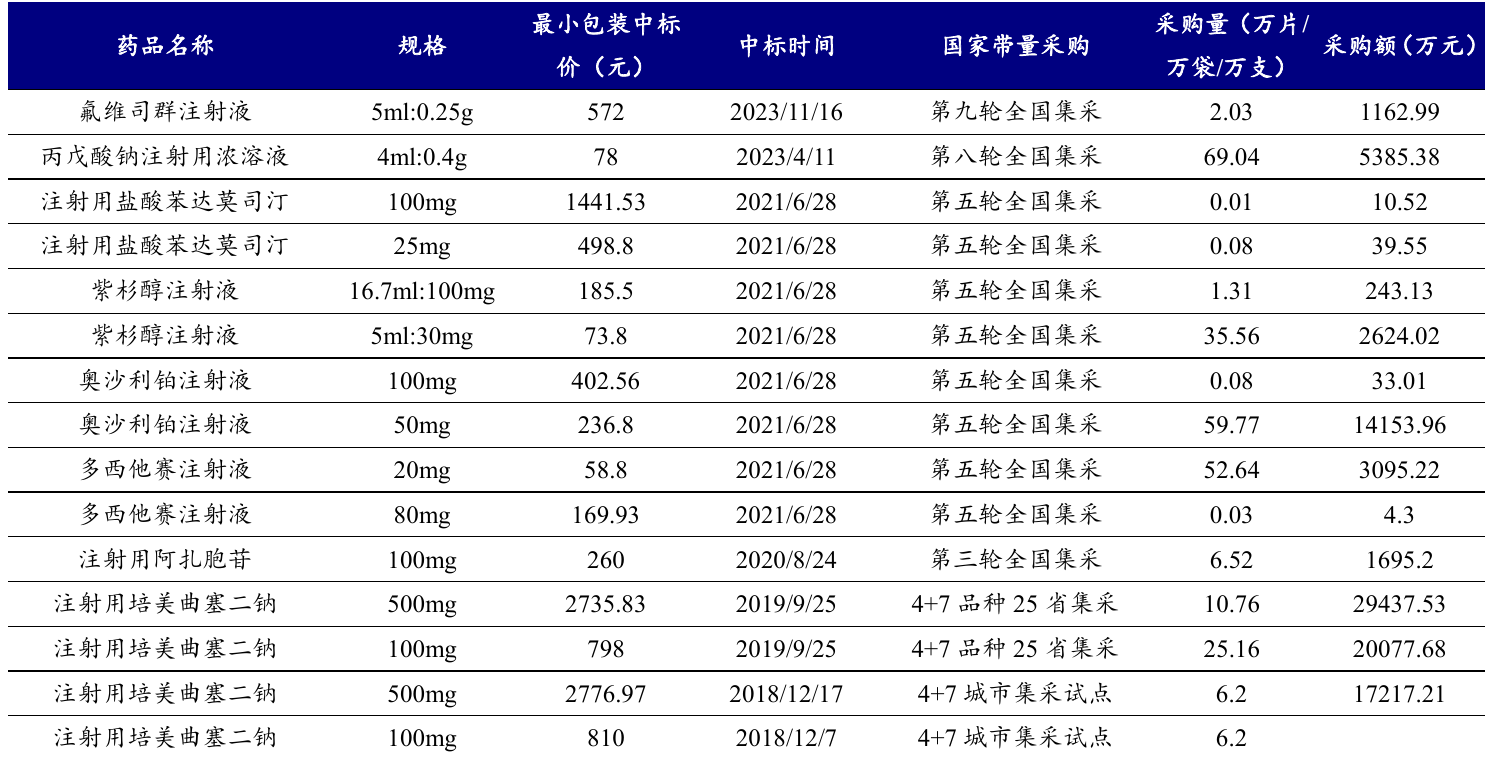 药品名称 规格 最小包装中标价（元） 中标时间 国家带量采购 采购量（万片/万袋/万支） 采购额（万元）
氟维司群注射液 5ml:0.25g 572 2023/11/16 第九轮全国集采 2.03 1162.99
丙戊酸钠注射用浓溶液 4ml:0.4g 78 2023/4/11 第八轮全国集采 69.04 5385.38
注射用盐酸苯达莫司汀 100mg 1441.53 2021/6/28 第五轮全国集采 0.01 10.52
注射用盐酸苯达莫司汀 25mg 498.8 2021/6/28 第五轮全国集采 0.08 39.55
紫杉醇注射液 16.7ml:100mg 185.5 2021/6/28 第五轮全国集采 1.31 243.13
紫杉醇注射液 5ml:30mg 73.8 2021/6/28 第五轮全国集采 35.56 2624.02
奥沙利铂注射液 100mg 402.56 2021/6/28 第五轮全国集采 0.08 33.01
奥沙利铂注射液 50mg 236.8 2021/6/28 第五轮全国集采 59.77 14153.96
多西他赛注射液 20mg 58.8 2021/6/28 第五轮全国集采 52.64 3095.22
多西他赛注射液 80mg 169.93 2021/6/28 第五轮全国集采 0.03 4.3
注射用阿扎胞苷 100mg 260 2020/8/24 第三轮全国集采 6.52 1695.2
注射用培美曲塞二钠 500mg 2735.83 2019/9/25 4+7品种25省集采 10.76 29437.53
注射用培美曲塞二钠 100mg 798 2019/9/25 4+7品种25省集采 25.16 20077.68
注射用培美曲塞二钠 500mg 2776.97 2018/12/17 4+7城市集采试点 6.2 17217.21
注射用培美曲塞二钠 100mg 810 2018/12/7 4+7城市集采试点 6.2